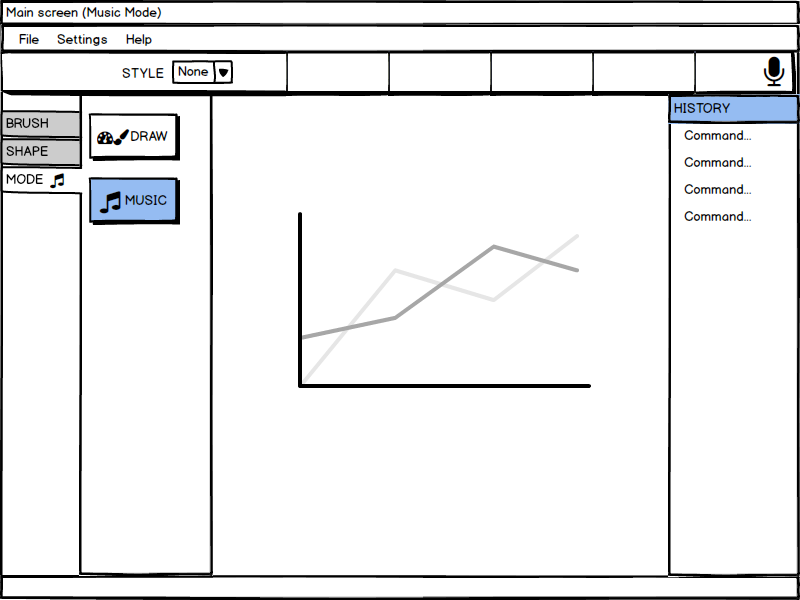 Main screen (Music Mode)
File Settings Help
STYLE None
BRUSH
SHAPE
MODE
DRAW
MUSIC
HISTORY
Command...
Command...
Command...
Command...